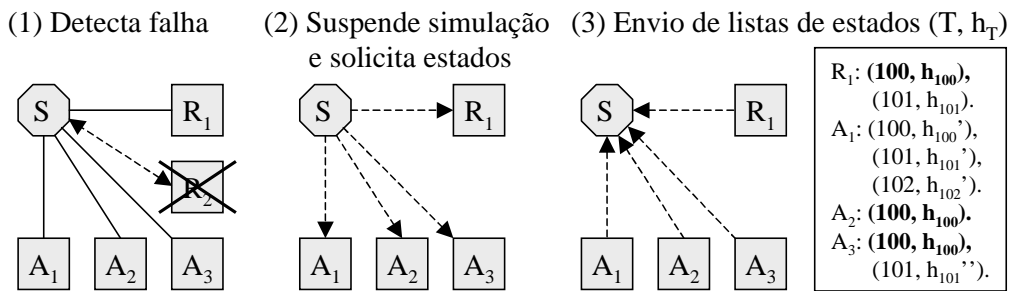 (1) Detecta falha
(2) Suspende simulação
e solicita estados
(3) Envio de listas de estados (T, h_T)
S
R₁
R₂
A₁ A₂ A₃
S
R₁
A₁ A₂ A₃
S
R₁
A₁ A₂ A₃
R₁: (100, h₁₀₀),
(101, h₁₀₁).
A₁: (100, h₁₀₀’),
(101, h₁₀₁’),
(102, h₁₀₂’).
A₂: (100, h₁₀₀).
A₃: (100, h₁₀₀),
(101, h₁₀₁’’).